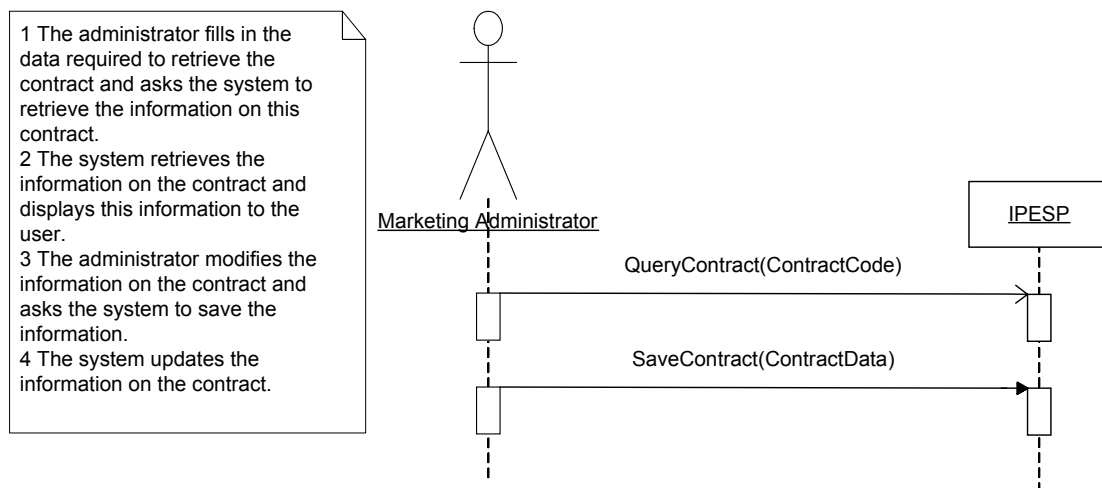 1 The administrator fills in the
data required to retrieve the
contract and asks the system to
retrieve the information on this
contract.
2 The system retrieves the
information on the contract and
displays this information to the
user.
3 The administrator modifies the
information on the contract and
asks the system to save the
information.
4 The system updates the
information on the contract.
Marketing Administrator
IPESP
QueryContract(ContractCode)
SaveContract(ContractData)